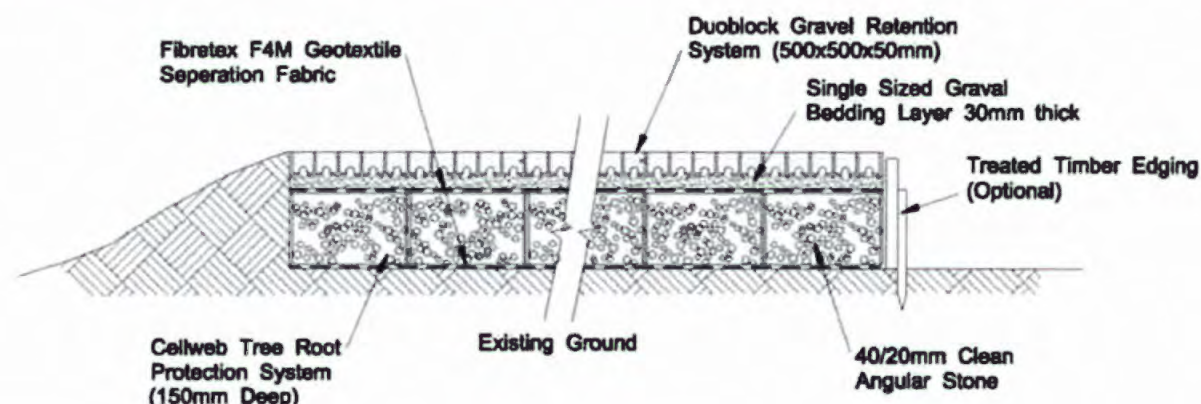 Duoblock Gravel Retention
System (500x500x50mm)
Fibretex F4M Geotextile
Seperation Fabric
Single Sized Graval
Bedding Layer 30mm thick
Treated Timber Edging
(Optional)
Cellweb Tree Root
Protection System
(150mm Deep)
Existing Ground
40/20mm Clean
Angular Stone